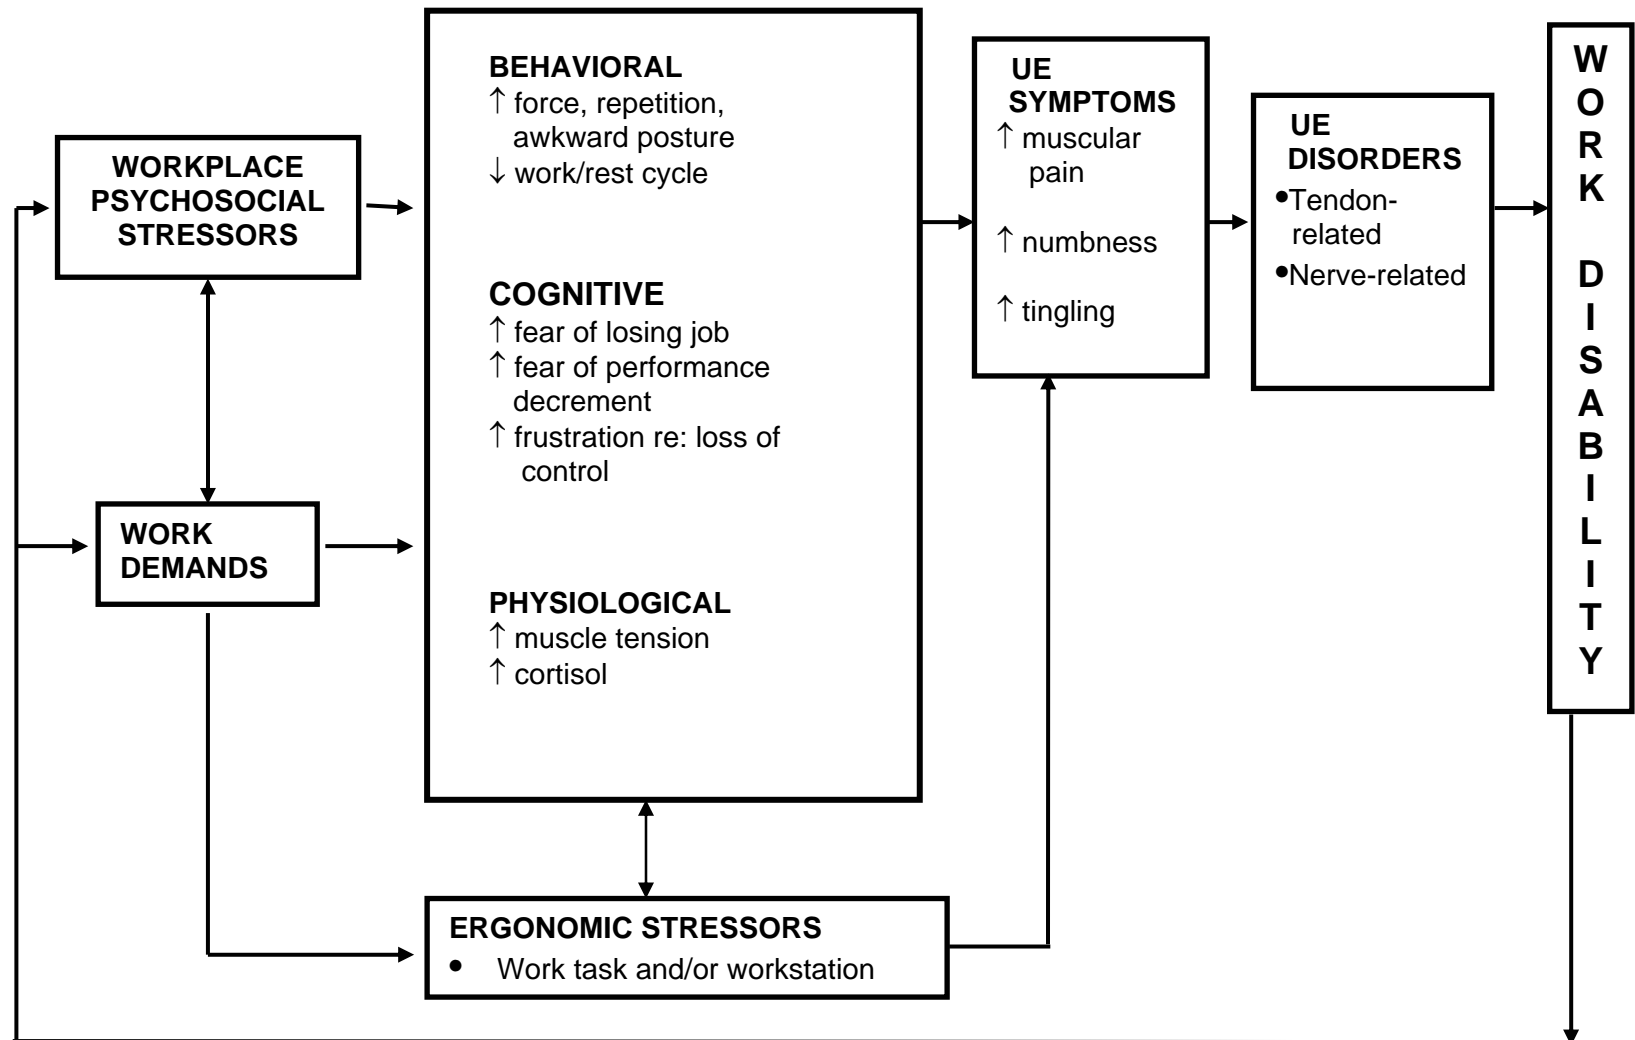 WORKPLACE
PSYCHOSOCIAL
STRESSORS
WORK
DEMANDS
BEHAVIORAL
↑ force, repetition,
awkward posture
↓ work/rest cycle
COGNITIVE
↑ fear of losing job
↑ fear of performance
decrement
↑ frustration re: loss of
control
PHYSIOLOGICAL
↑ muscle tension
↑ cortisol
ERGONOMIC STRESSORS
• Work task and/or workstation
UE
SYMPTOMS
↑ muscular
pain
↑ numbness
↑ tingling
UE
DISORDERS
•Tendon-
related
•Nerve-related
WORK DISABILITY